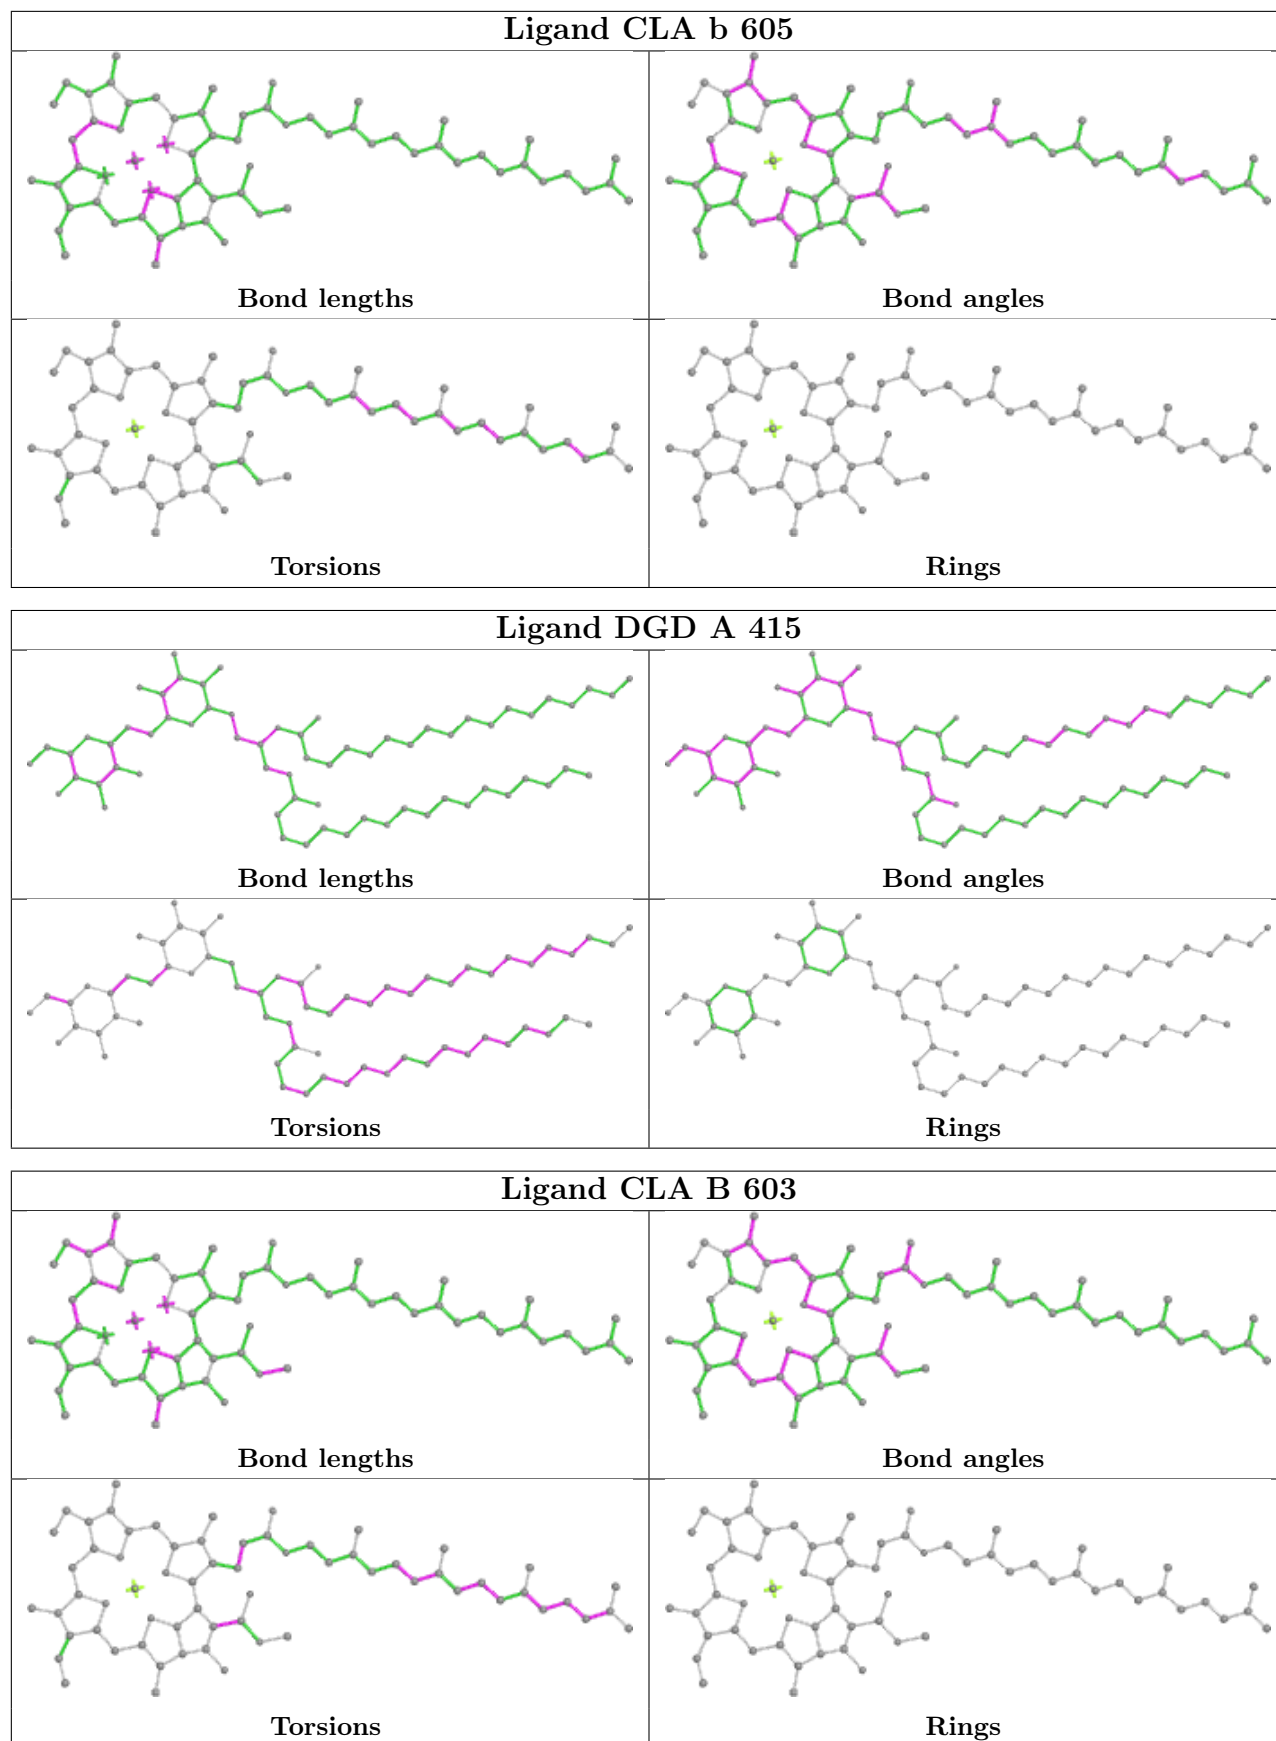 Ligand CLA b 605
Bond lengths
Bond angles
Torsions
Rings
Ligand DGD A 415
Bond lengths
Bond angles
Torsions
Rings
Ligand CLA B 603
Bond lengths
Bond angles
Torsions
Rings